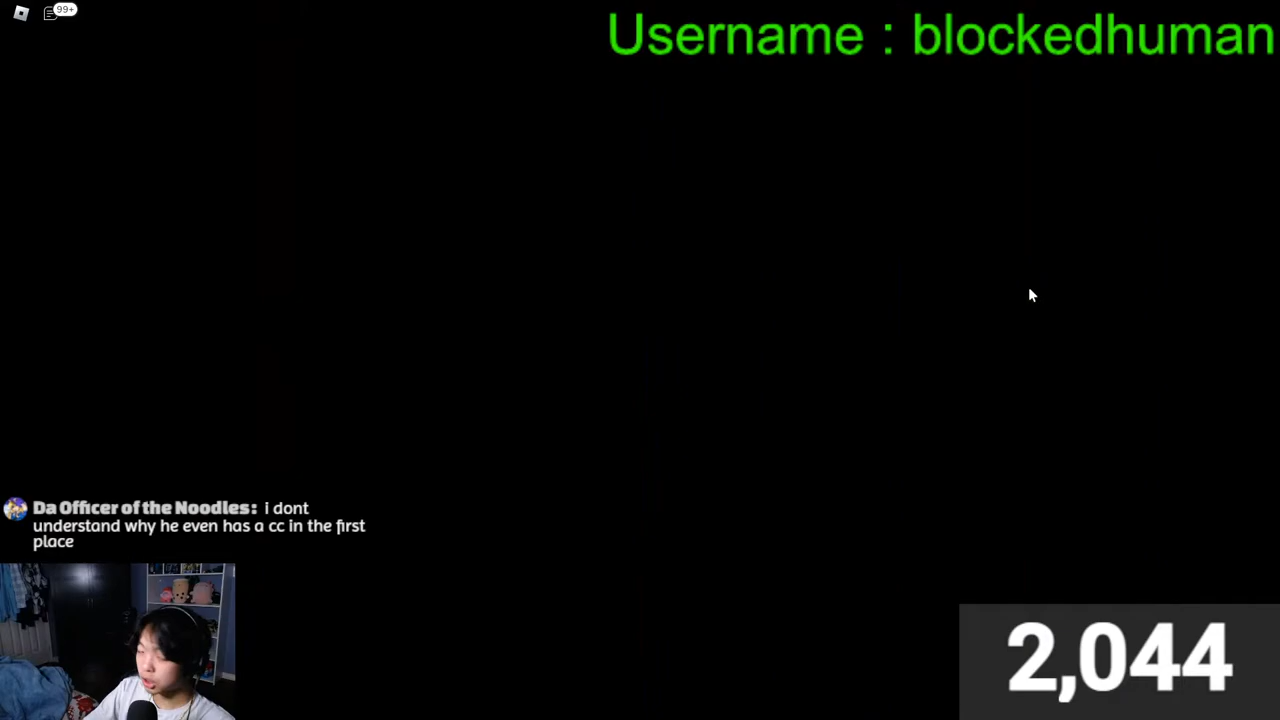 99+
Username : blockedhuman
Da Officer of the Noodles: i dont
understand why he even has a cc in the first
place
2,044